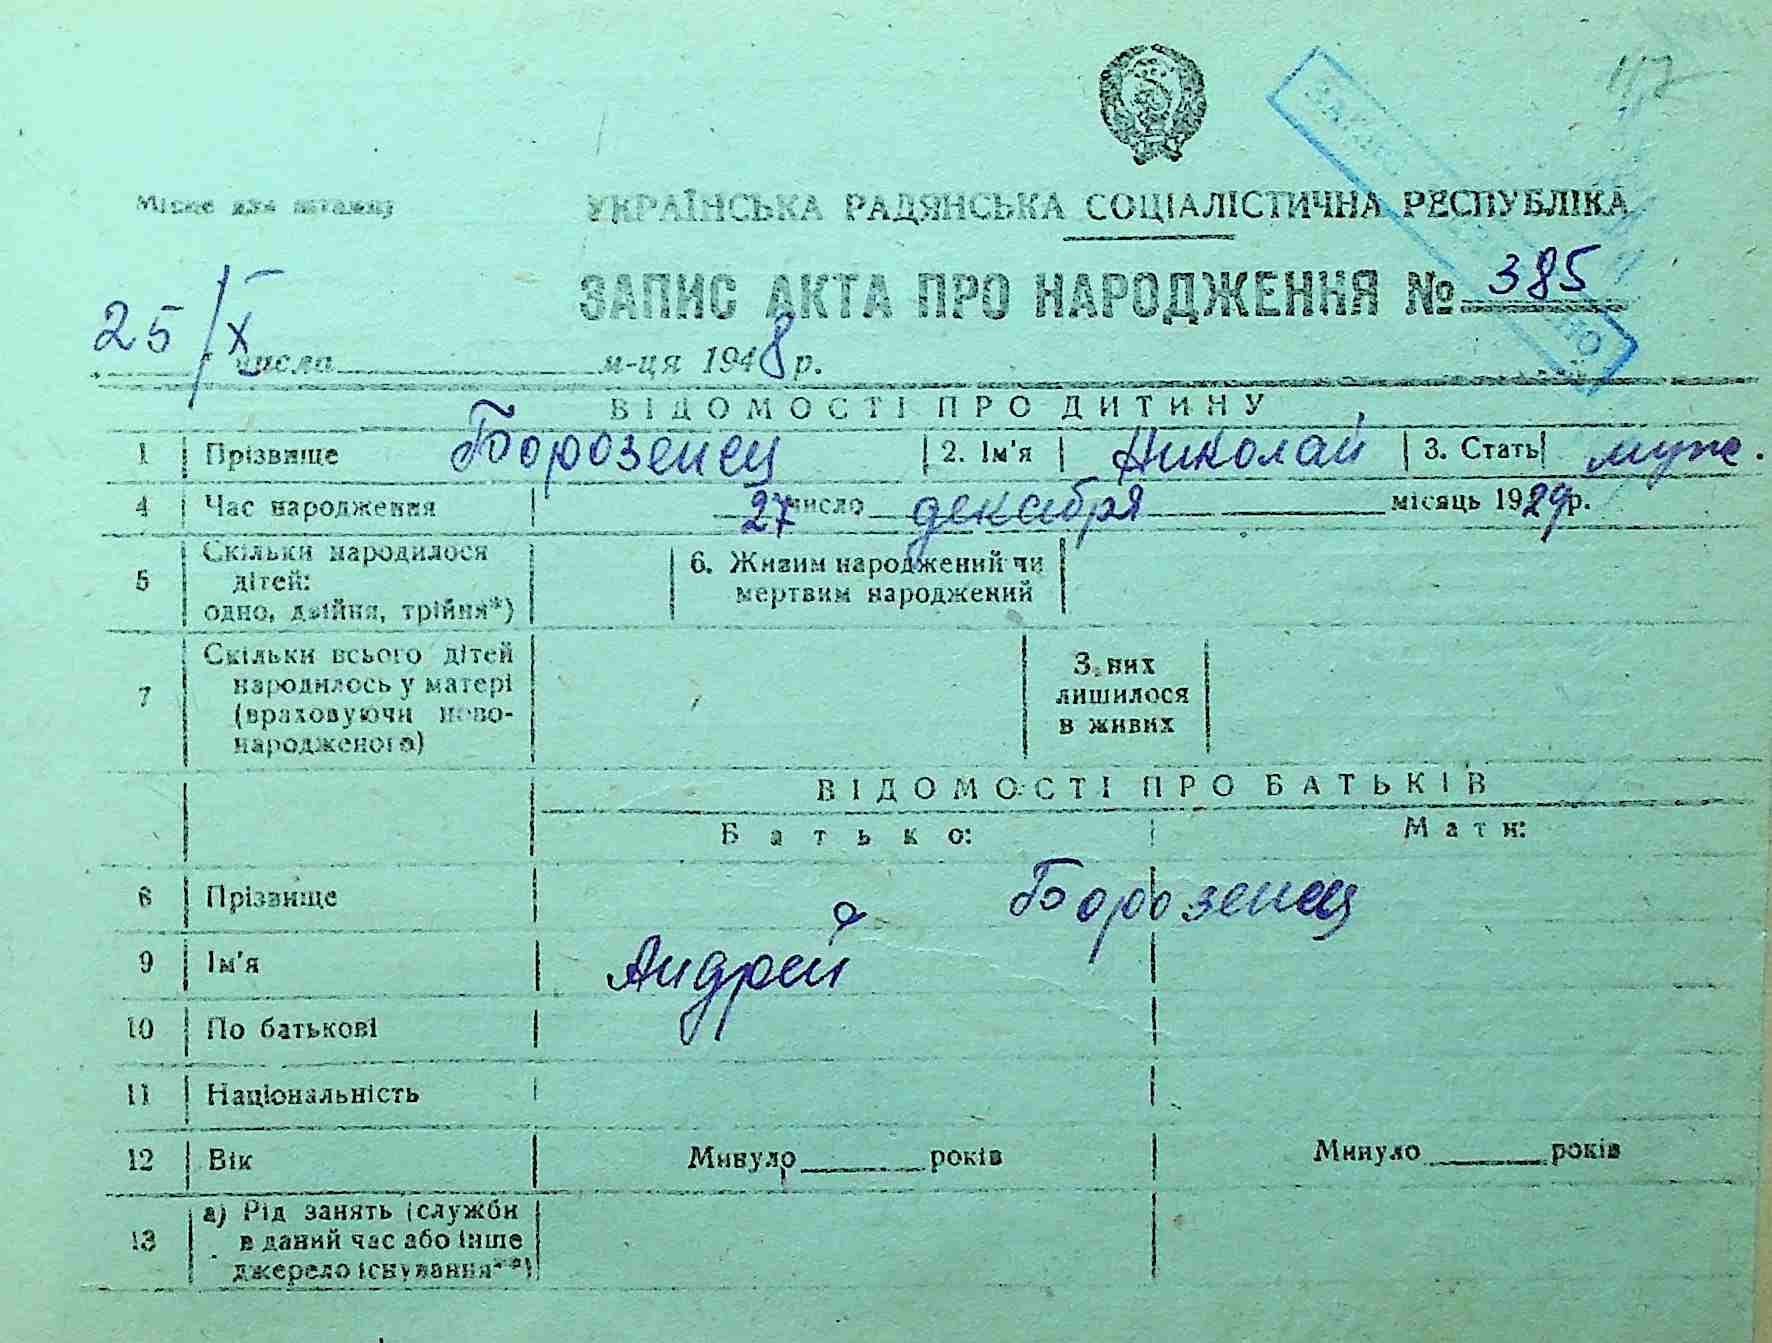 117
Місце для штампу
УКРАЇНСЬКА РАДЯНСЬКА СОЦІАЛІСТИЧНА РЕСПУБЛІКА
ЗАПИС АКТА ПРО НАРОДЖЕННЯ № 385
25/X числа м-ця 1948 р.
ВІДОМОСТІ ПРО ДИТИНУ
1 Прізвище Борозенец 2. Ім'я Николай 3. Стать муж.
4 Час народження 27 число декабря місяць 1929 р.
5 Скільки народилося дітей: одно, двійня, трійня*) 6. Живим народжений чи мертвим народжений
7 Скільки всього дітей народилось у матері (враховуючи ново-народженого) З них лишилося в живих
ВІДОМОСТІ ПРО БАТЬКІВ
Батько: Мати:
8 Прізвище Борозенец
9 Ім'я Андрей
10 По батькові
11 Національність
12 Вік Минуло років Минуло років
13 а) Рід занять (служби в даний час або інше джерело існування**)